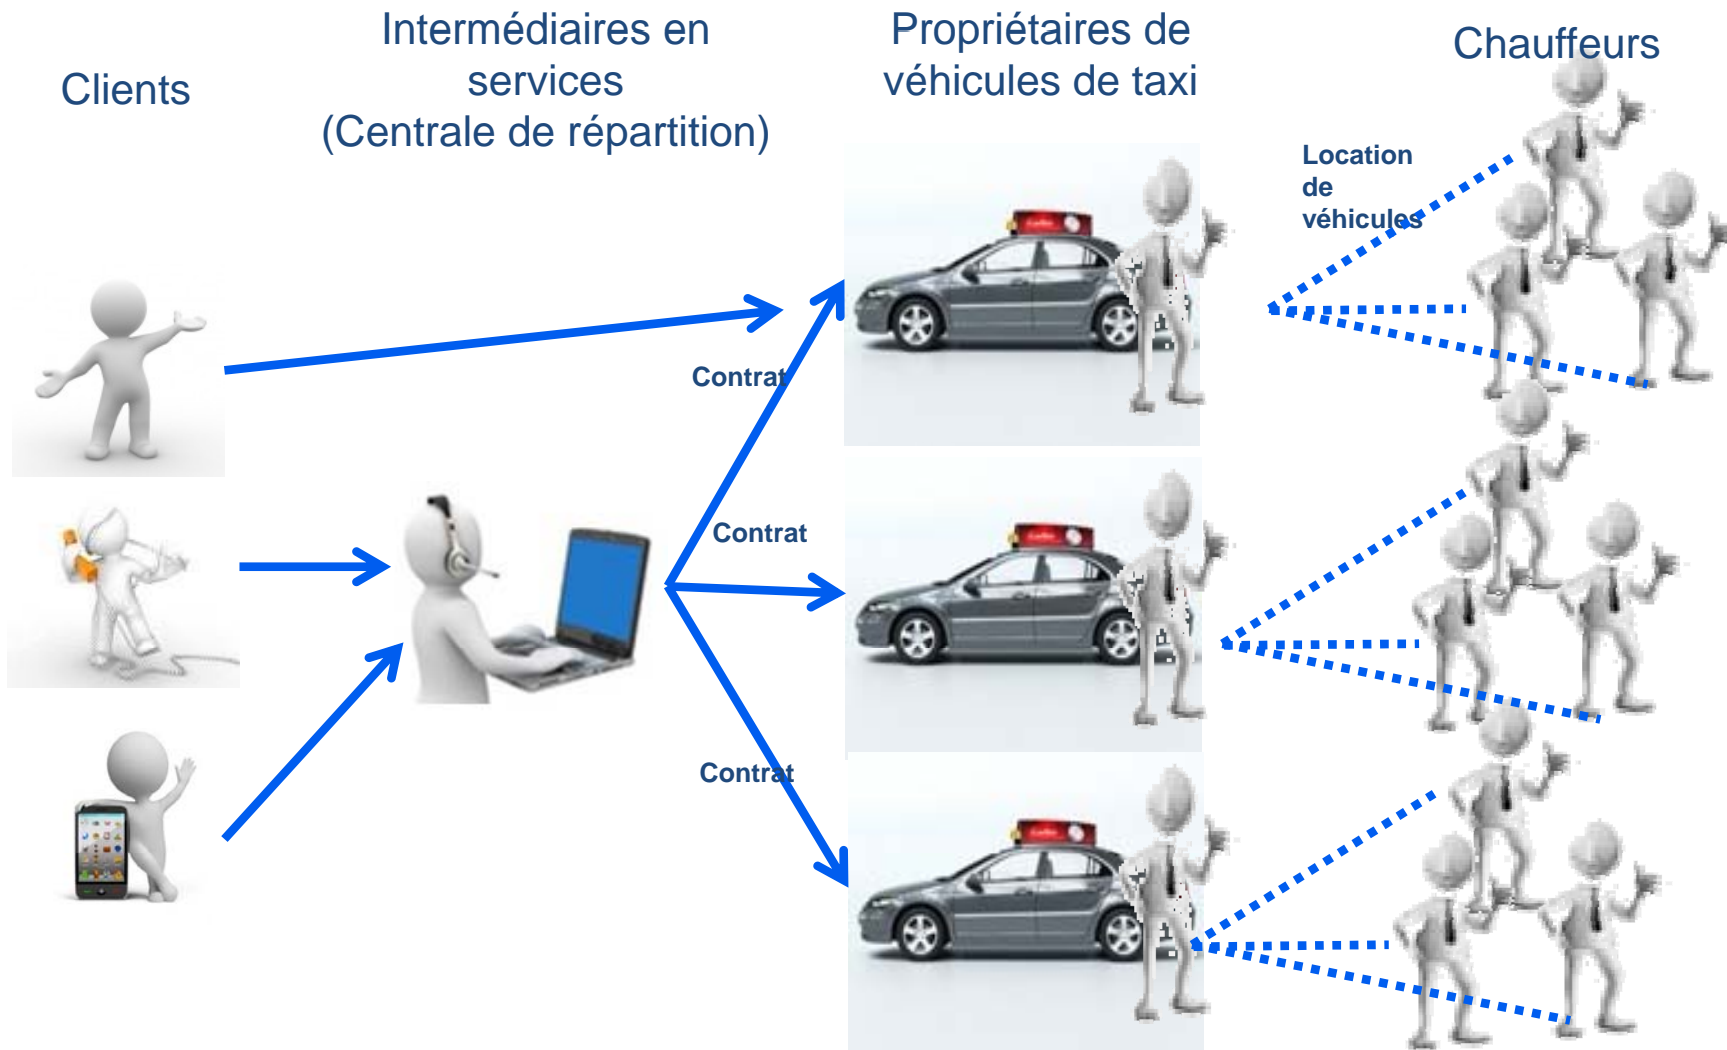 Clients
Intermédiaires en
services
(Centrale de répartition)
Propriétaires de
véhicules de taxi
Chauffeurs
Location
de
véhicules
Contrat
Contrat
Contrat